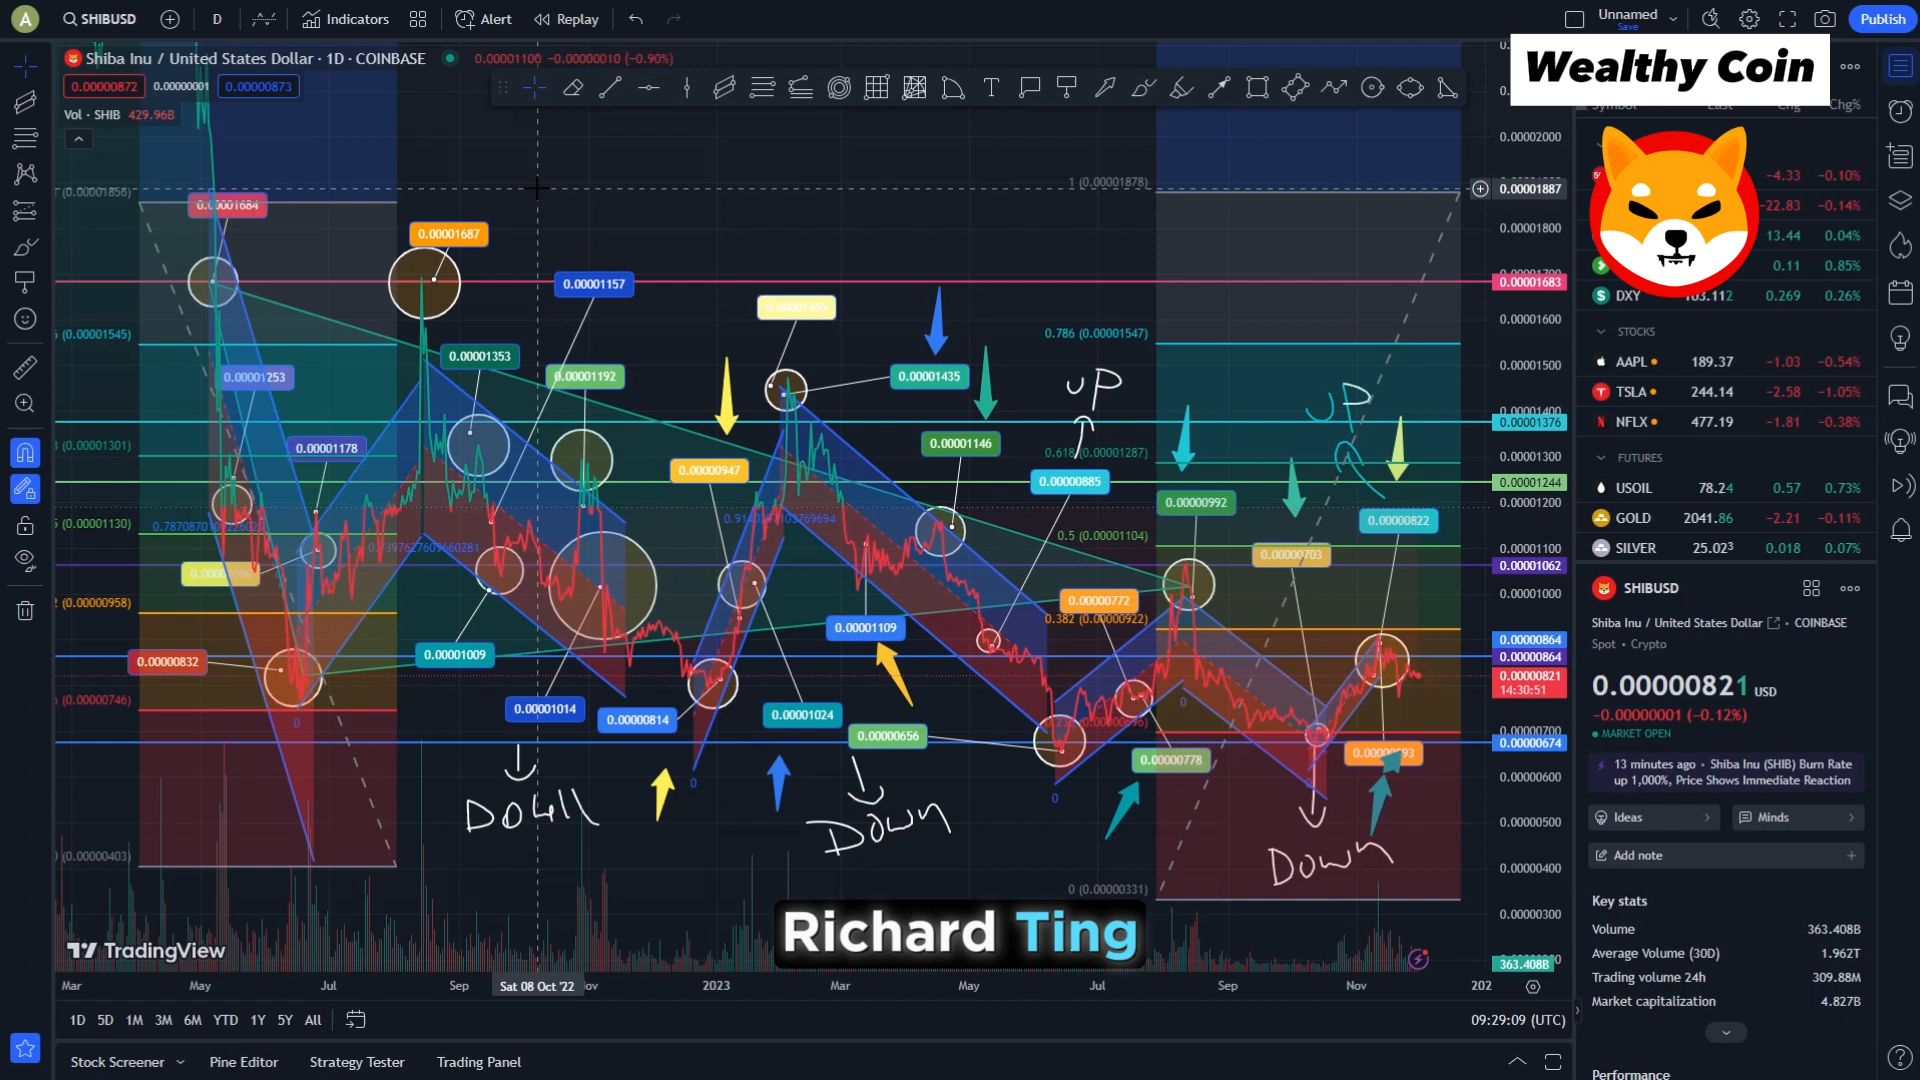 A
SHIBUSD
D
Indicators
Alert
Replay
Unnamed
Save
Publish
Shiba Inu / United States Dollar · 1D · COINBASE
0.00001100 −0.00000010 (−0.90%)
0.00000872
0.00000001
0.00000873
Vol · SHIB 429.96B
Wealthy Coin
Chg%
0.00002000
0.00001887
0.00001800
0.00001683
0.00001600
0.00001500
0.00001376
0.00001300
0.00001244
0.00001200
0.00001100
0.00001062
0.00001000
0.00000864
0.00000864
0.00000821
14:30:51
0.00000674
0.00000600
0.00000500
0.00000400
0.00000300
363.408B
(0.00001856)
(0.00001545)
(0.00001301)
(0.00001130)
(0.00000958)
(0.00000746)
(0.00000403)
1 (0.00001878)
0.786 (0.00001547)
0.618 (0.00001287)
0.5 (0.00001104)
0.382 (0.00000922)
0 (0.00000331)
0.00001684
0.00001687
0.00001157
0.00001353
0.00001192
0.00001253
0.00001178
0.00001435
0.00001146
0.00000947
0.00000885
0.00000992
0.00000822
0.00000703
0.00000772
0.00001109
0.00001009
0.00000832
0.00001014
0.00000814
0.00001024
0.00000656
0.00000778
0
0
0
0
UP
UP
Down
Down
Richard Ting
TradingView
Mar
May
Jul
Sep
Sat 08 Oct '22
2023
Mar
May
Jul
Sep
Nov
202
1D
5D
1M
3M
6M
YTD
1Y
5Y
All
09:29:09 (UTC)
Stock Screener
Pine Editor
Strategy Tester
Trading Panel
−4.33 −0.10%
−22.83 −0.14%
13.44 0.04%
0.11 0.85%
DXY 103.112 0.269 0.26%
STOCKS
AAPL 189.37 −1.03 −0.54%
TSLA 244.14 −2.58 −1.05%
NFLX 477.19 −1.81 −0.38%
FUTURES
USOIL 78.24 0.57 0.73%
GOLD 2041.86 −2.21 −0.11%
SILVER 25.023 0.018 0.07%
SHIBUSD
Shiba Inu / United States Dollar · COINBASE
Spot · Crypto
0.00000821 USD
−0.00000001 (−0.12%)
MARKET OPEN
13 minutes ago · Shiba Inu (SHIB) Burn Rate
up 1,000%, Price Shows Immediate Reaction
Ideas
Minds
Add note
Key stats
Volume 363.408B
Average Volume (30D) 1.962T
Trading volume 24h 309.88M
Market capitalization 4.827B
Performance